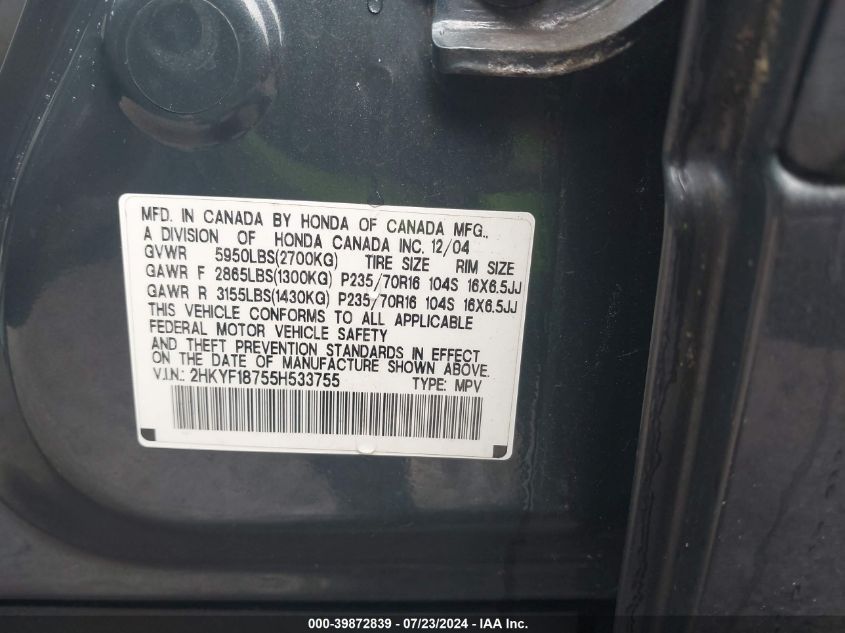 MFD. IN CANADA BY HONDA OF CANADA MFG.,
A DIVISION OF HONDA CANADA INC. 12/04
GVWR 5950LBS(2700KG) TIRE SIZE RIM SIZE
GAWR F 2865LBS(1300KG) P235/70R16 104S 16X6.5JJ
GAWR R 3155LBS(1430KG) P235/70R16 104S 16X6.5JJ
THIS VEHICLE CONFORMS TO ALL APPLICABLE
FEDERAL MOTOR VEHICLE SAFETY
AND THEFT PREVENTION STANDARDS IN EFFECT
ON THE DATE OF MANUFACTURE SHOWN ABOVE.
V.I.N.: 2HKYF18755H533755 TYPE: MPV
000-39872839 / 07/23/2024 - IAA Inc.